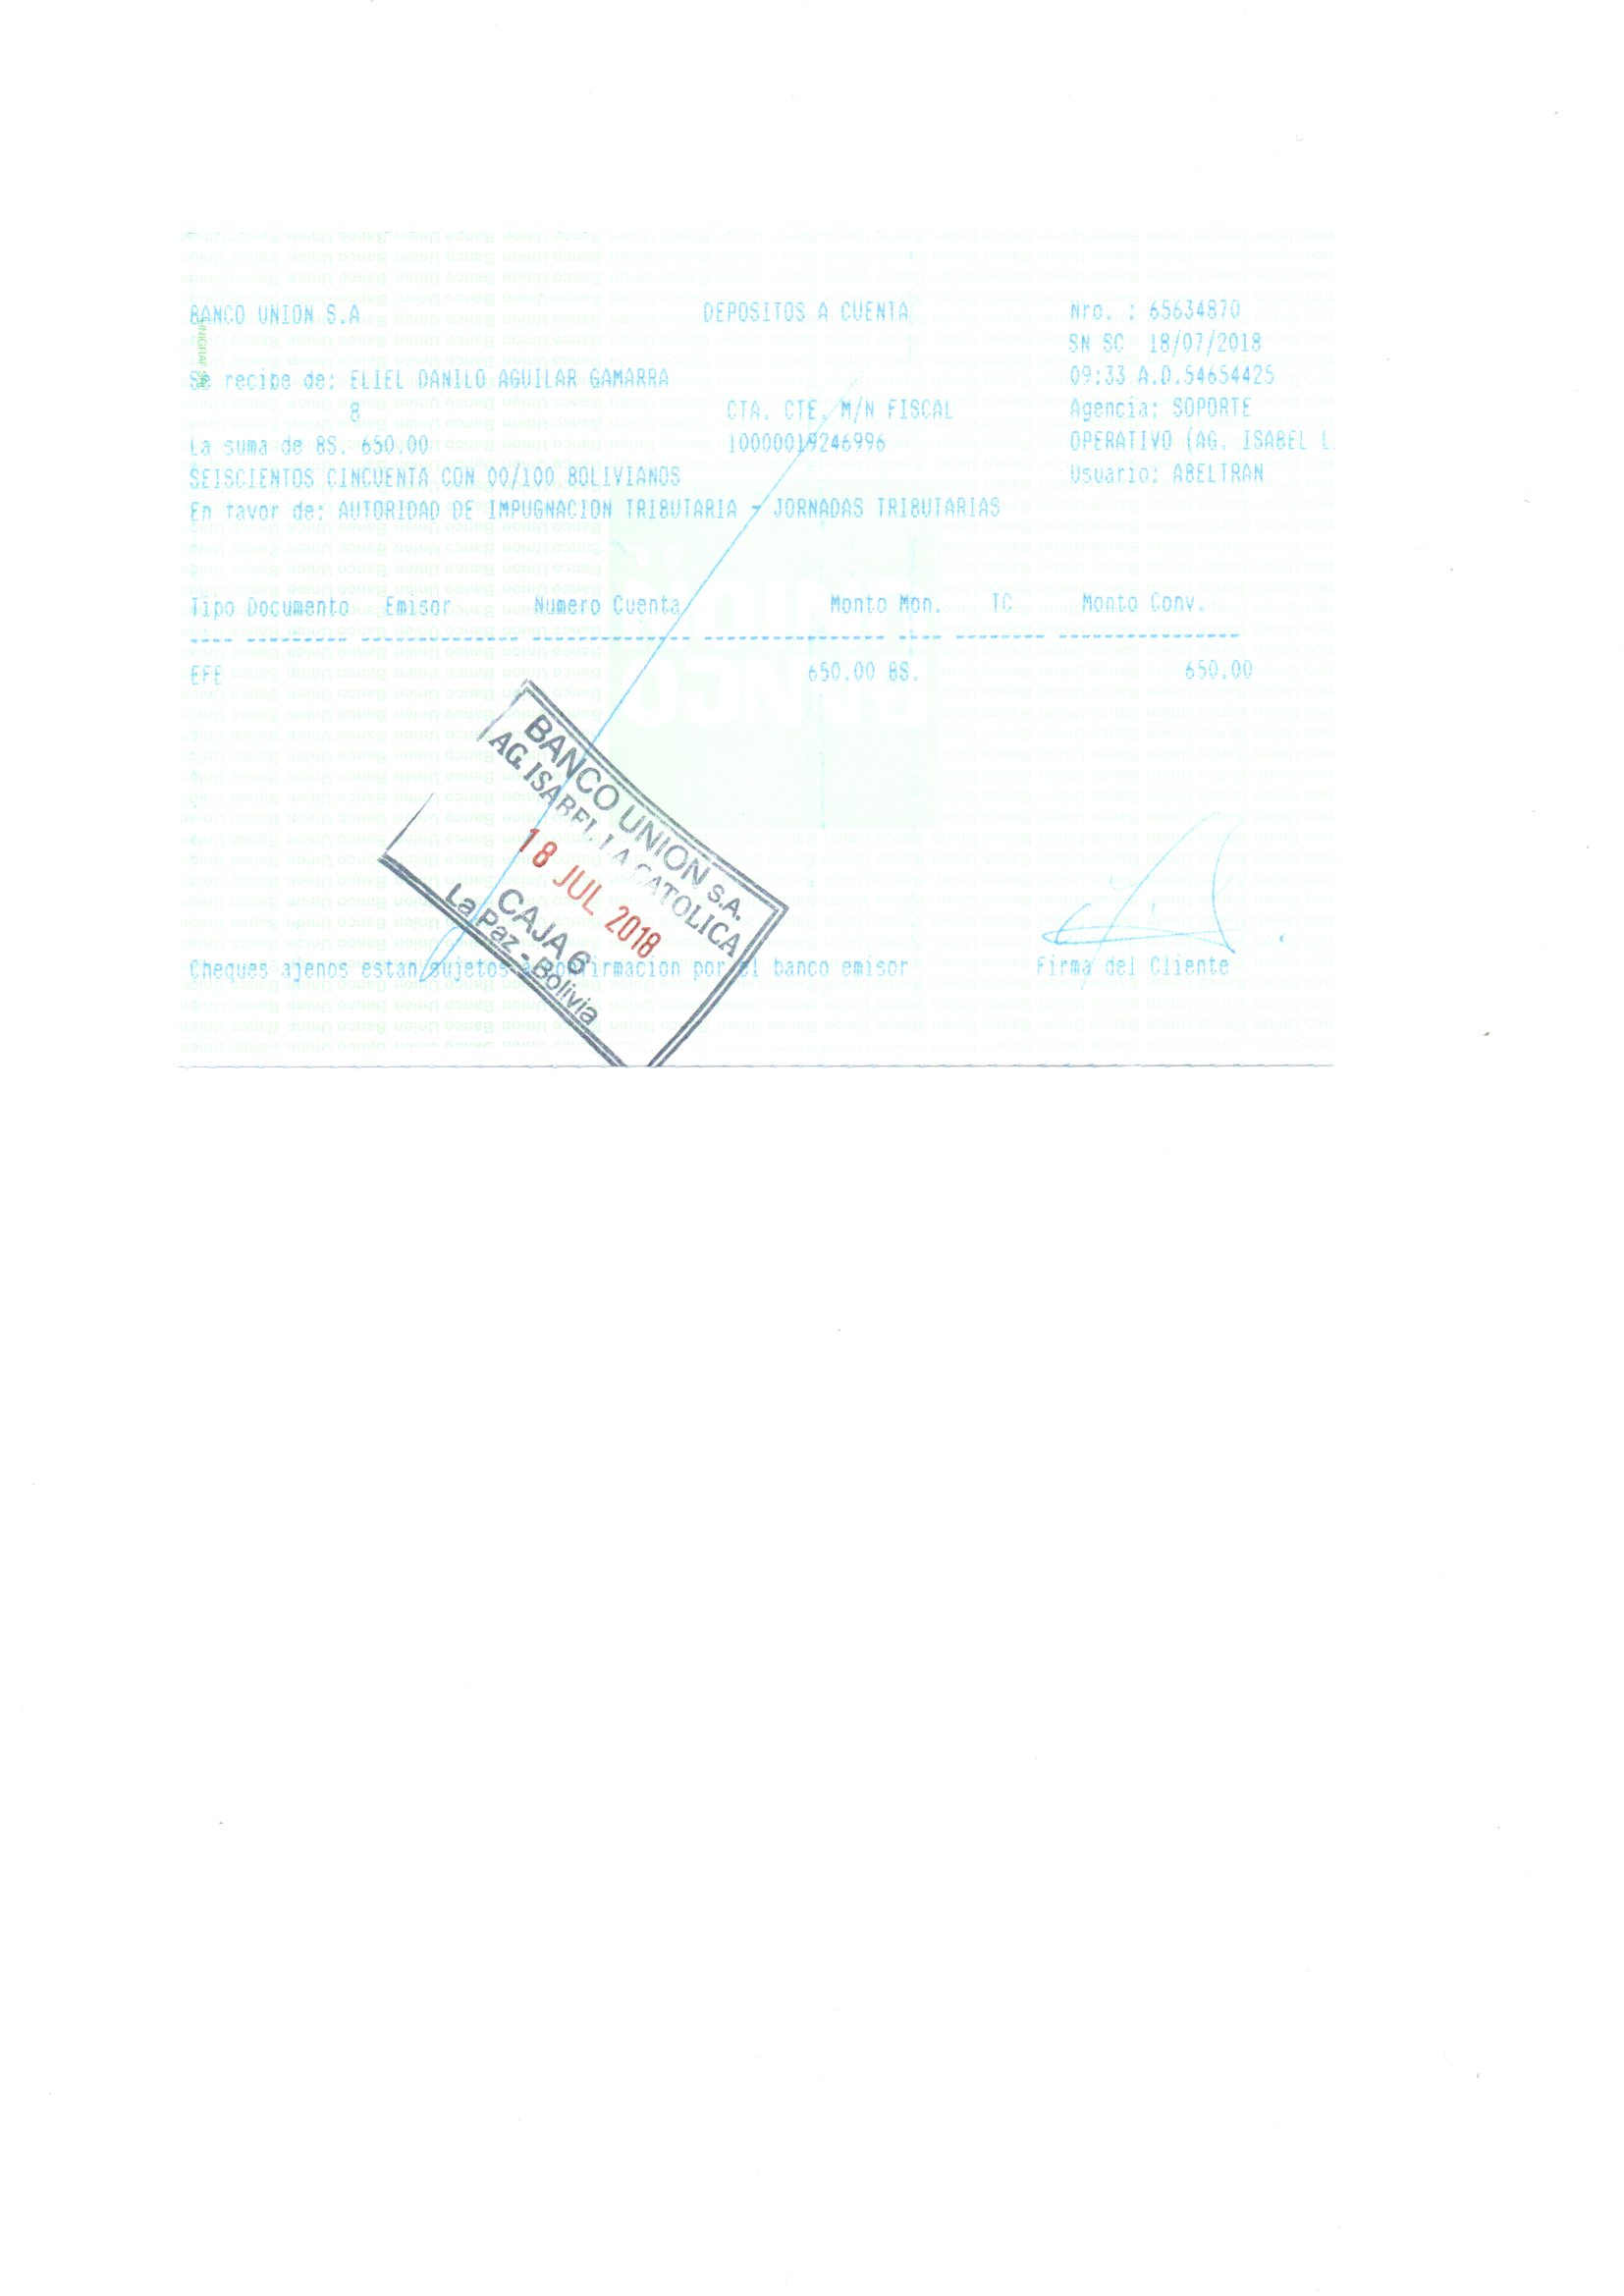 BANCO UNION S.A DEPOSITOS A CUENTA Nro. : 65634870
SN SC 18/07/2018
Se recibe de: ELIEL DANILO AGUILAR GAMARRA 09:33 A.D.54654425
8 CTA. CTE. M/N FISCAL Agencia: SOPORTE
La suma de BS. 650.00 10000019246996 OPERATIVO (AG. ISABEL L
SEISCIENTOS CINCUENTA CON 00/100 BOLIVIANOS Usuario: ABELTRAN
En favor de: AUTORIDAD DE IMPUGNACION TRIBUTARIA - JORNADAS TRIBUTARIAS
Tipo Documento Emisor Numero Cuenta Monto Mon. TC Monto Conv.
EFE 650.00 BS. 650.00
BANCO UNION S.A.
AG. ISABEL LA CATOLICA
18 JUL 2018
CAJA 6
La Paz - Bolivia
Cheques ajenos estan sujetos a confirmacion por el banco emisor Firma del Cliente